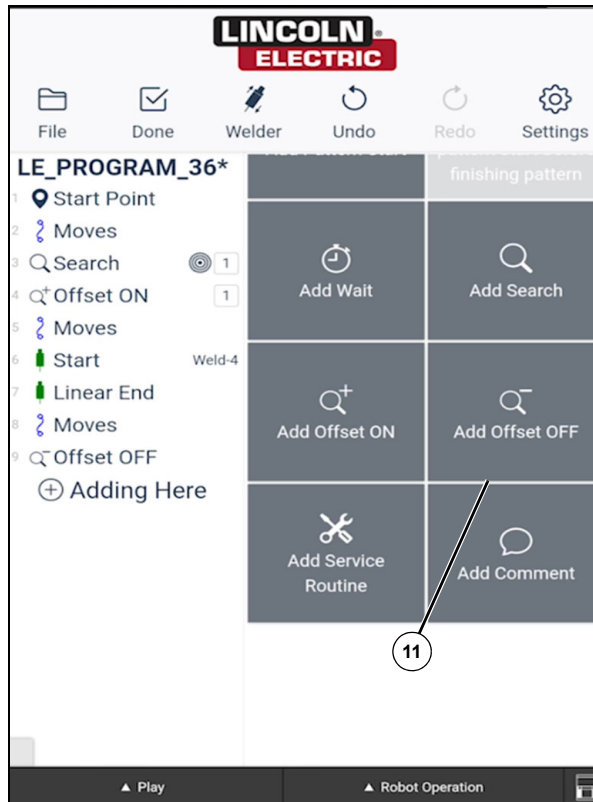 LINCOLN
ELECTRIC
File Done Welder Undo Redo Settings
LE_PROGRAM_36*
finishing pattern
1 Start Point
2 Moves
3 Search 1
4 Offset ON 1
5 Moves
6 Start Weld-4
7 Linear End
8 Moves
9 Offset OFF
Adding Here
Add Wait
Add Search
Add Offset ON
Add Offset OFF
Add Service
Routine
Add Comment
11
▲ Play
▲ Robot Operation